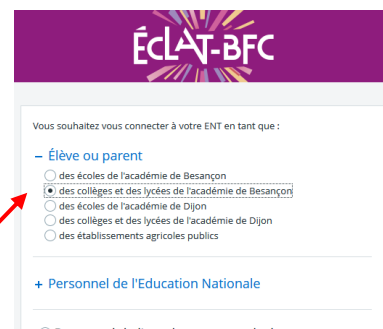 ÉCLAT-BFC
Vous souhaitez vous connecter à votre ENT en tant que :
− Élève ou parent
des écoles de l'académie de Besançon
des collèges et des lycées de l'académie de Besançon
des écoles de l'académie de Dijon
des collèges et des lycées de l'académie de Dijon
des établissements agricoles publics
+ Personnel de l'Education Nationale